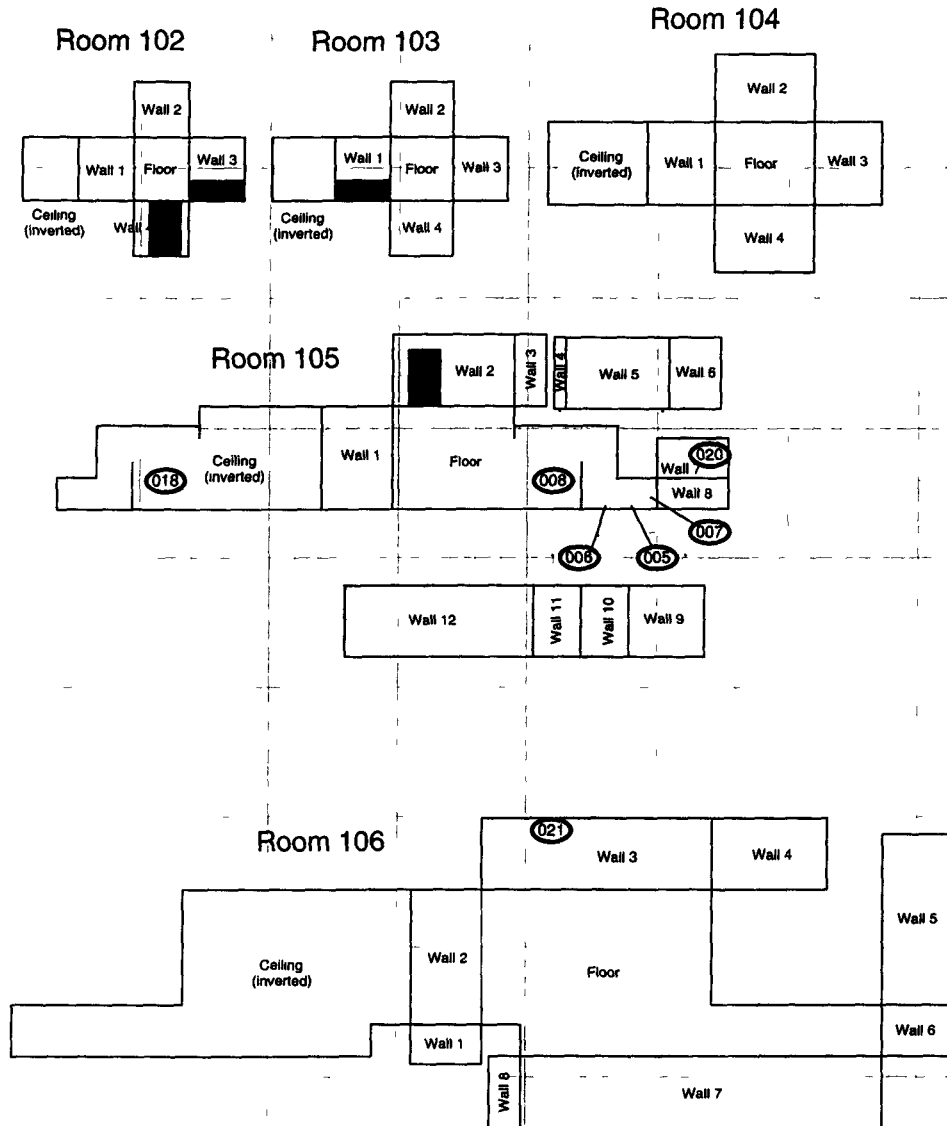 Room 102
Room 103
Room 104
Wall 2
Wall 2
Wall 2
Wall 1
Floor
Wall 3
Wall 1
Floor
Wall 3
Ceiling
(inverted)
Wall 1
Floor
Wall 3
Ceiling
(inverted)
Wall 4
Ceiling
(inverted)
Wall 4
Wall 4
Room 105
Wall 2
Wall 3
Wall 4
Wall 5
Wall 6
018
Ceiling
(inverted)
Wall 1
Floor
008
Wall 7
020
Wall 8
007
006
005
Wall 12
Wall 11
Wall 10
Wall 9
Room 106
021
Wall 3
Wall 4
Wall 5
Ceiling
(inverted)
Wall 2
Floor
Wall 1
Wall 6
Wall 8
Wall 7